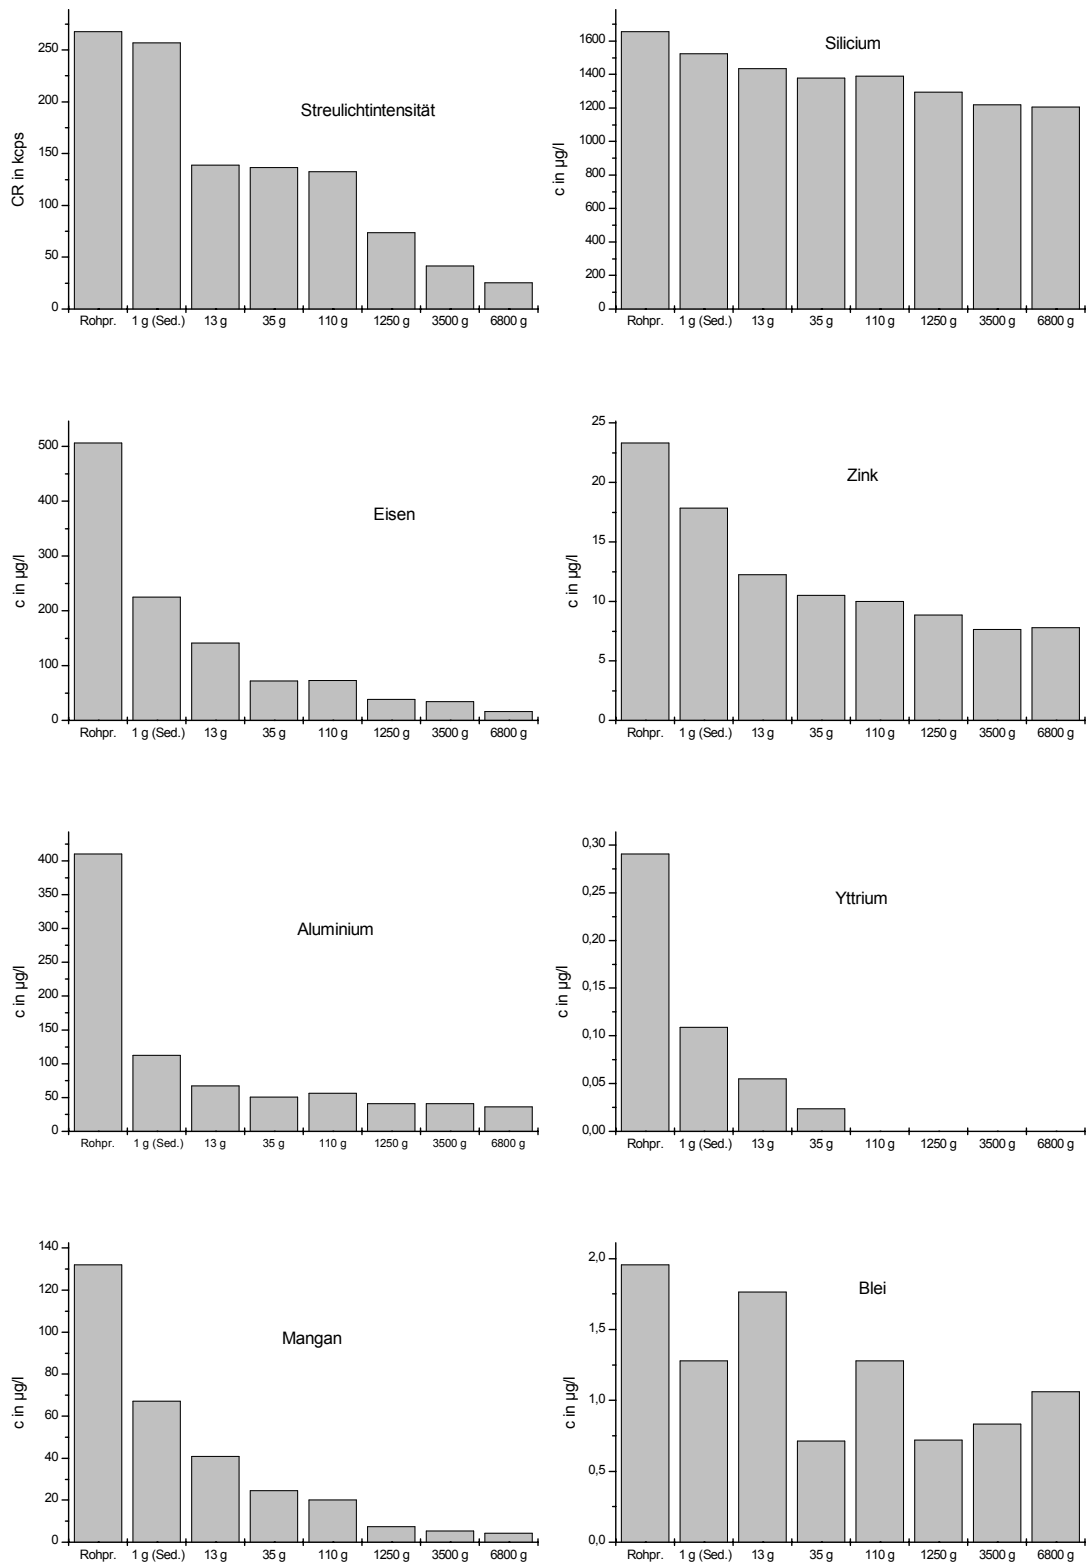 250
200
150
100
50
0
CR in kcps
Streulichtintensität
Rohpr. 1 g (Sed.) 13 g 35 g 110 g 1250 g 3500 g 6800 g
1600
1400
1200
1000
800
600
400
200
0
c in µg/l
Silicium
Rohpr. 1 g (Sed.) 13 g 35 g 110 g 1250 g 3500 g 6800 g
500
400
300
200
100
0
c in µg/l
Eisen
Rohpr. 1 g (Sed.) 13 g 35 g 110 g 1250 g 3500 g 6800 g
25
20
15
10
5
0
c in µg/l
Zink
Rohpr. 1 g (Sed.) 13 g 35 g 110 g 1250 g 3500 g 6800 g
400
350
300
250
200
150
100
50
0
c in µg/l
Aluminium
Rohpr. 1 g (Sed.) 13 g 35 g 110 g 1250 g 3500 g 6800 g
0,30
0,25
0,20
0,15
0,10
0,05
0,00
c in µg/l
Yttrium
Rohpr. 1 g (Sed.) 13 g 35 g 110 g 1250 g 3500 g 6800 g
140
120
100
80
60
40
20
0
c in µg/l
Mangan
Rohpr. 1 g (Sed.) 13 g 35 g 110 g 1250 g 3500 g 6800 g
2,0
1,5
1,0
0,5
0,0
c in µg/l
Blei
Rohpr. 1 g (Sed.) 13 g 35 g 110 g 1250 g 3500 g 6800 g